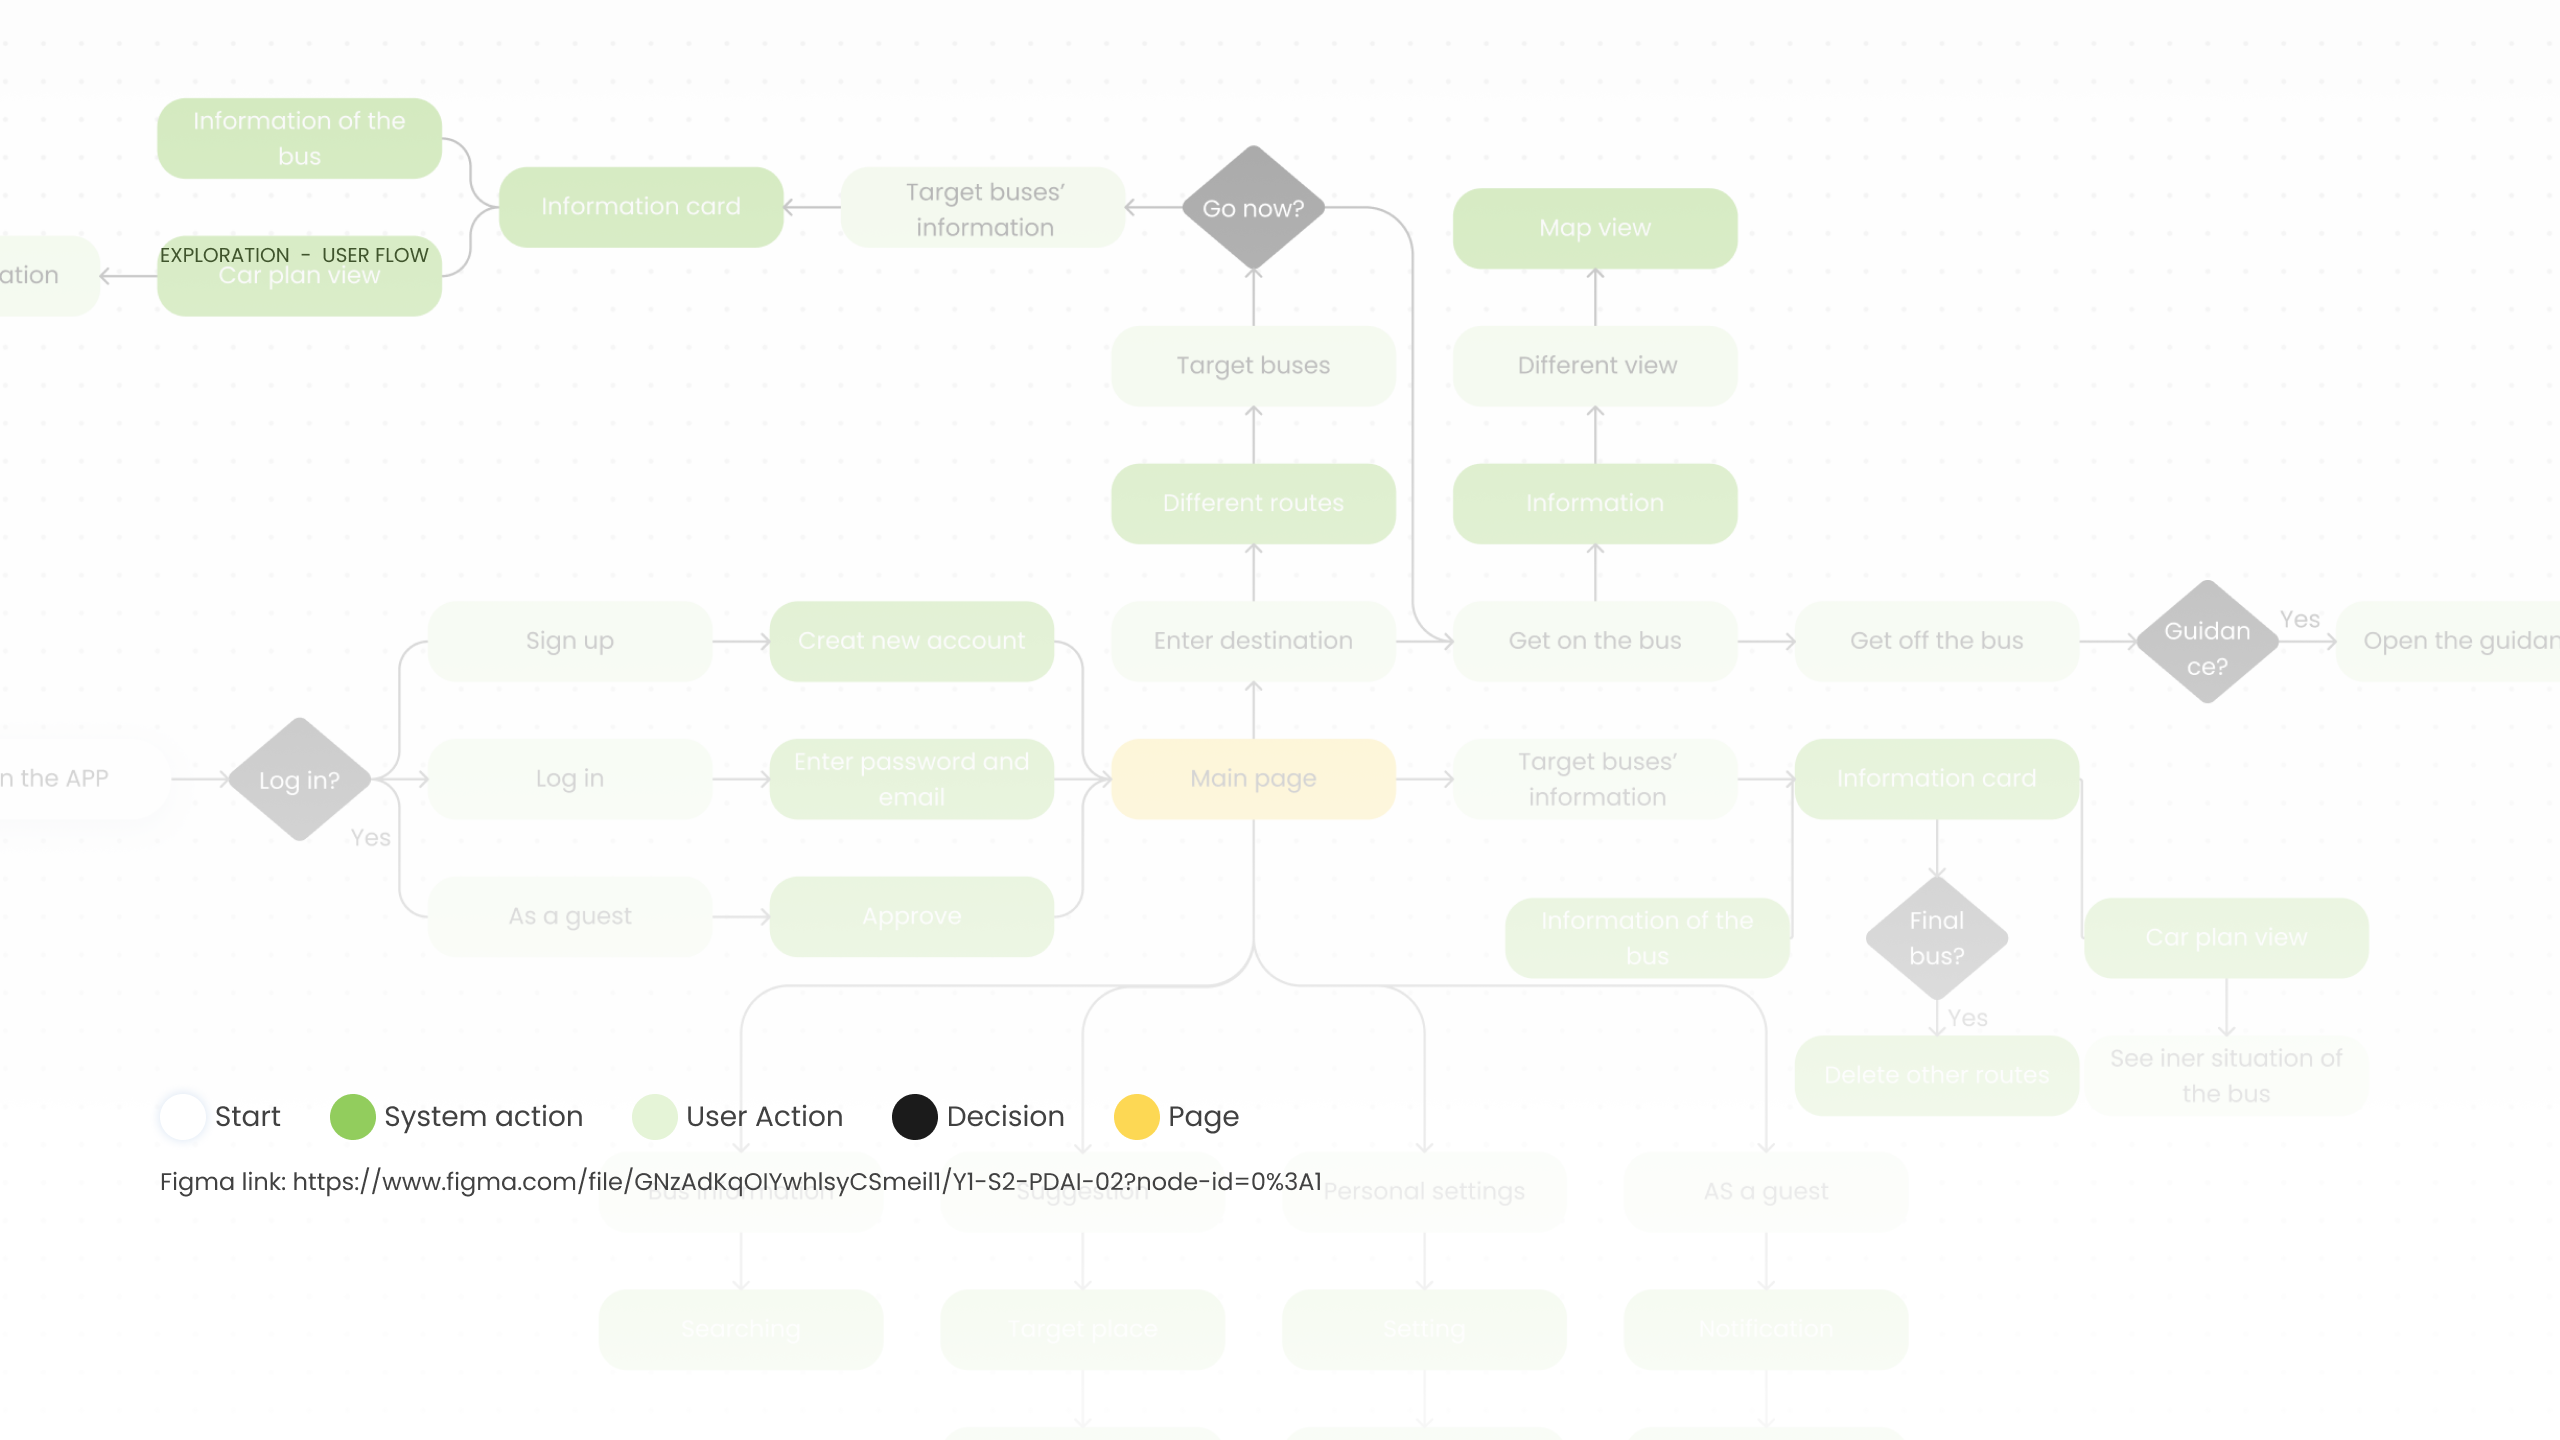 Information of the
bus
Information card
Target buses’
information
Go now?
Map view
EXPLORATION - USER FLOW
ation
Car plan view
Target buses
Different view
Different routes
Information
Sign up
Creat new account
Enter destination
Get on the bus
Get off the bus
Guidan
ce?
Yes
Open the guidan
n the APP
Log in?
Yes
Log in
Enter password and
email
Main page
Target buses’
information
Information card
As a guest
Approve
Information of the
bus
Final
bus?
Car plan view
Yes
Delete other routes
See iner situation of
the bus
Start
System action
User Action
Decision
Page
Figma link: https://www.figma.com/file/GNzAdKqOIYwhlsyCSmeil1/Y1-S2-PDAI-02?node-id=0%3A1
Bus information
Suggestion
Personal settings
AS a guest
Searching
Target place
Setting
Notification